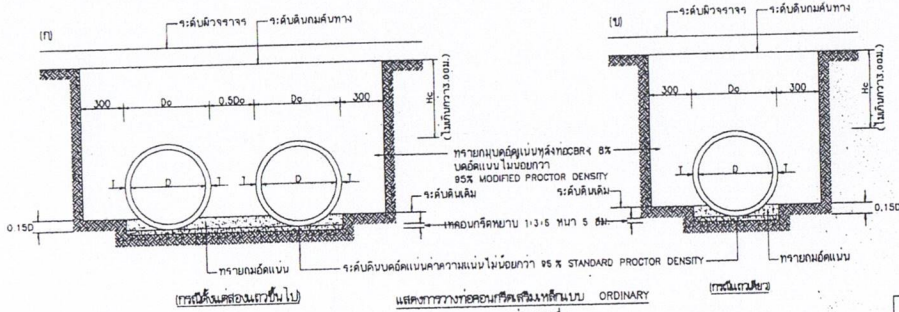 (ก)
ระดับผิวจราจร
ระดับดินถมคันทาง
300
Do
0.5Do
Do
300
Hc
(ไม่เกินกว่า3.00ม.)
T
D
T
T
D
T
0.15D
ทรายถมบดอัดแน่นหลังท่อCBR< 8%
บดอัดแน่นไม่น้อยกว่า
95% MODIFIED PROCTOR DENSITY
ระดับดินเดิม
ระดับดินเดิม
เทคอนกรีตหยาบ 1:3:5 หนา 5 ซม.
ทรายถมอัดแน่น
ระดับดินบดอัดแน่นค่าความแน่นไม่น้อยกว่า 95 % STANDARD PROCTOR DENSITY
(กรณีตั้งแต่สองแถวขึ้นไป)
แสดงการวางท่อคอนกรีตเสริมเหล็กแบบ ORDINARY
(ข)
ระดับผิวจราจร
ระดับดินถมคันทาง
300
Do
300
Hc
(ไม่เกินกว่า3.00ม.)
T
D
T
0.15D
ทรายถมอัดแน่น
(กรณีแถวเดียว)